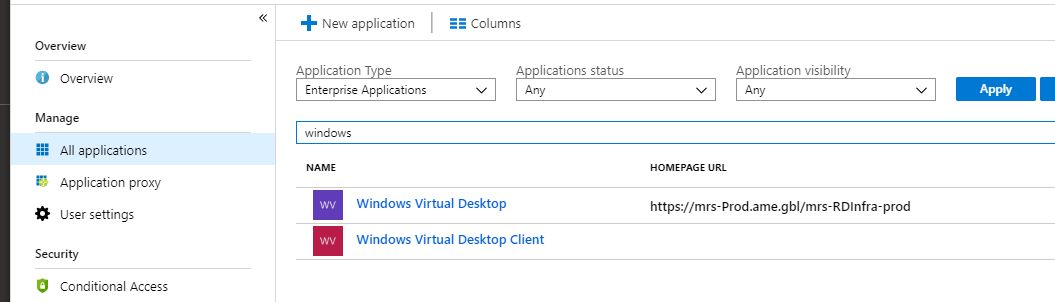 «
New application
Columns
Overview
Overview
Manage
All applications
Application proxy
User settings
Security
Conditional Access
Application Type
Applications status
Application visibility
Enterprise Applications
Any
Any
Apply
windows
NAME
HOMEPAGE URL
WV
Windows Virtual Desktop
https://mrs-Prod.ame.gbl/mrs-RDInfra-prod
WV
Windows Virtual Desktop Client